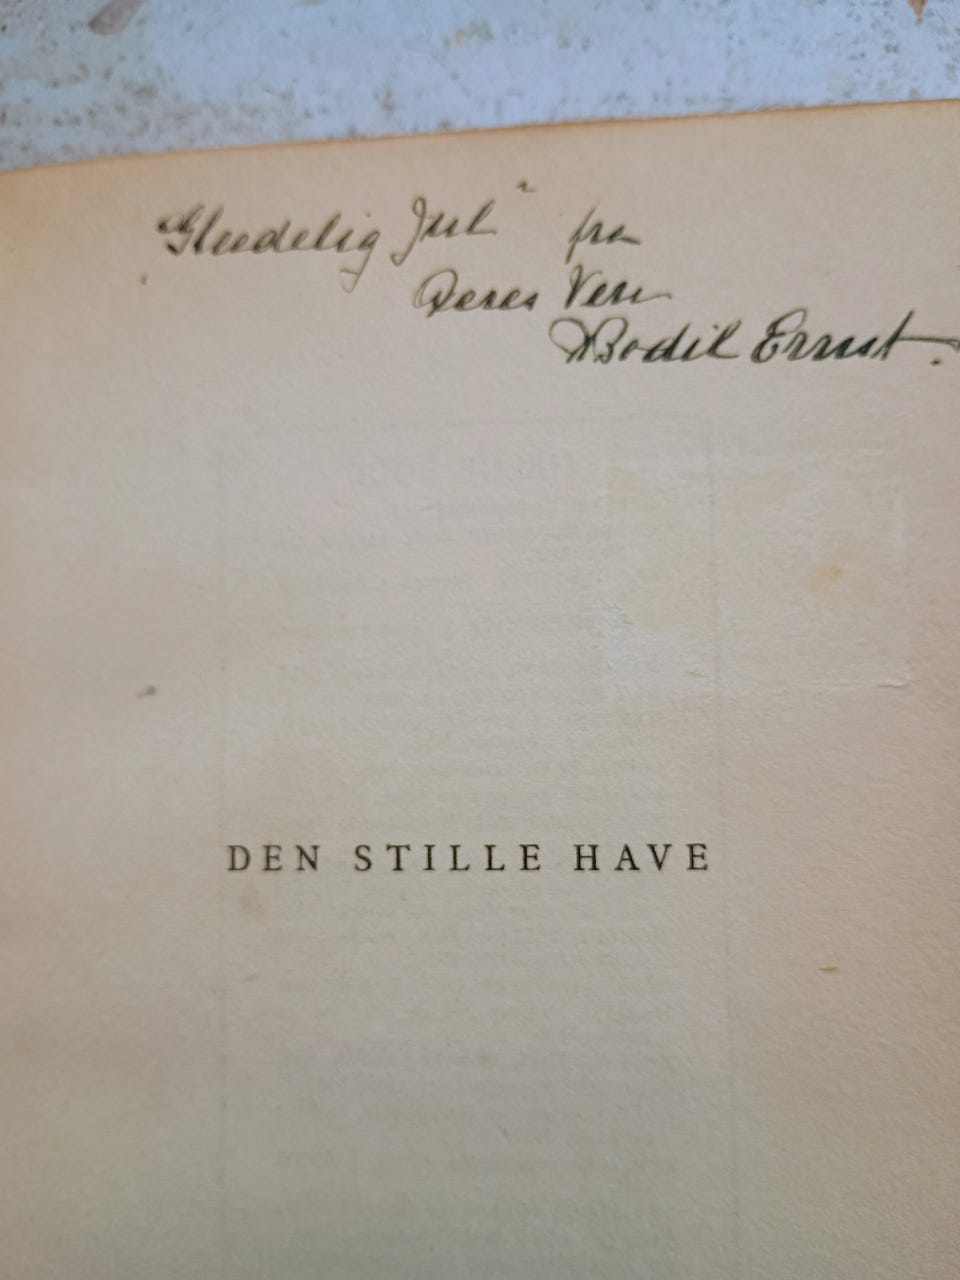 "Glædelig Jul" fra
Deres Ven
Bodil Ernst.
DEN STILLE HAVE